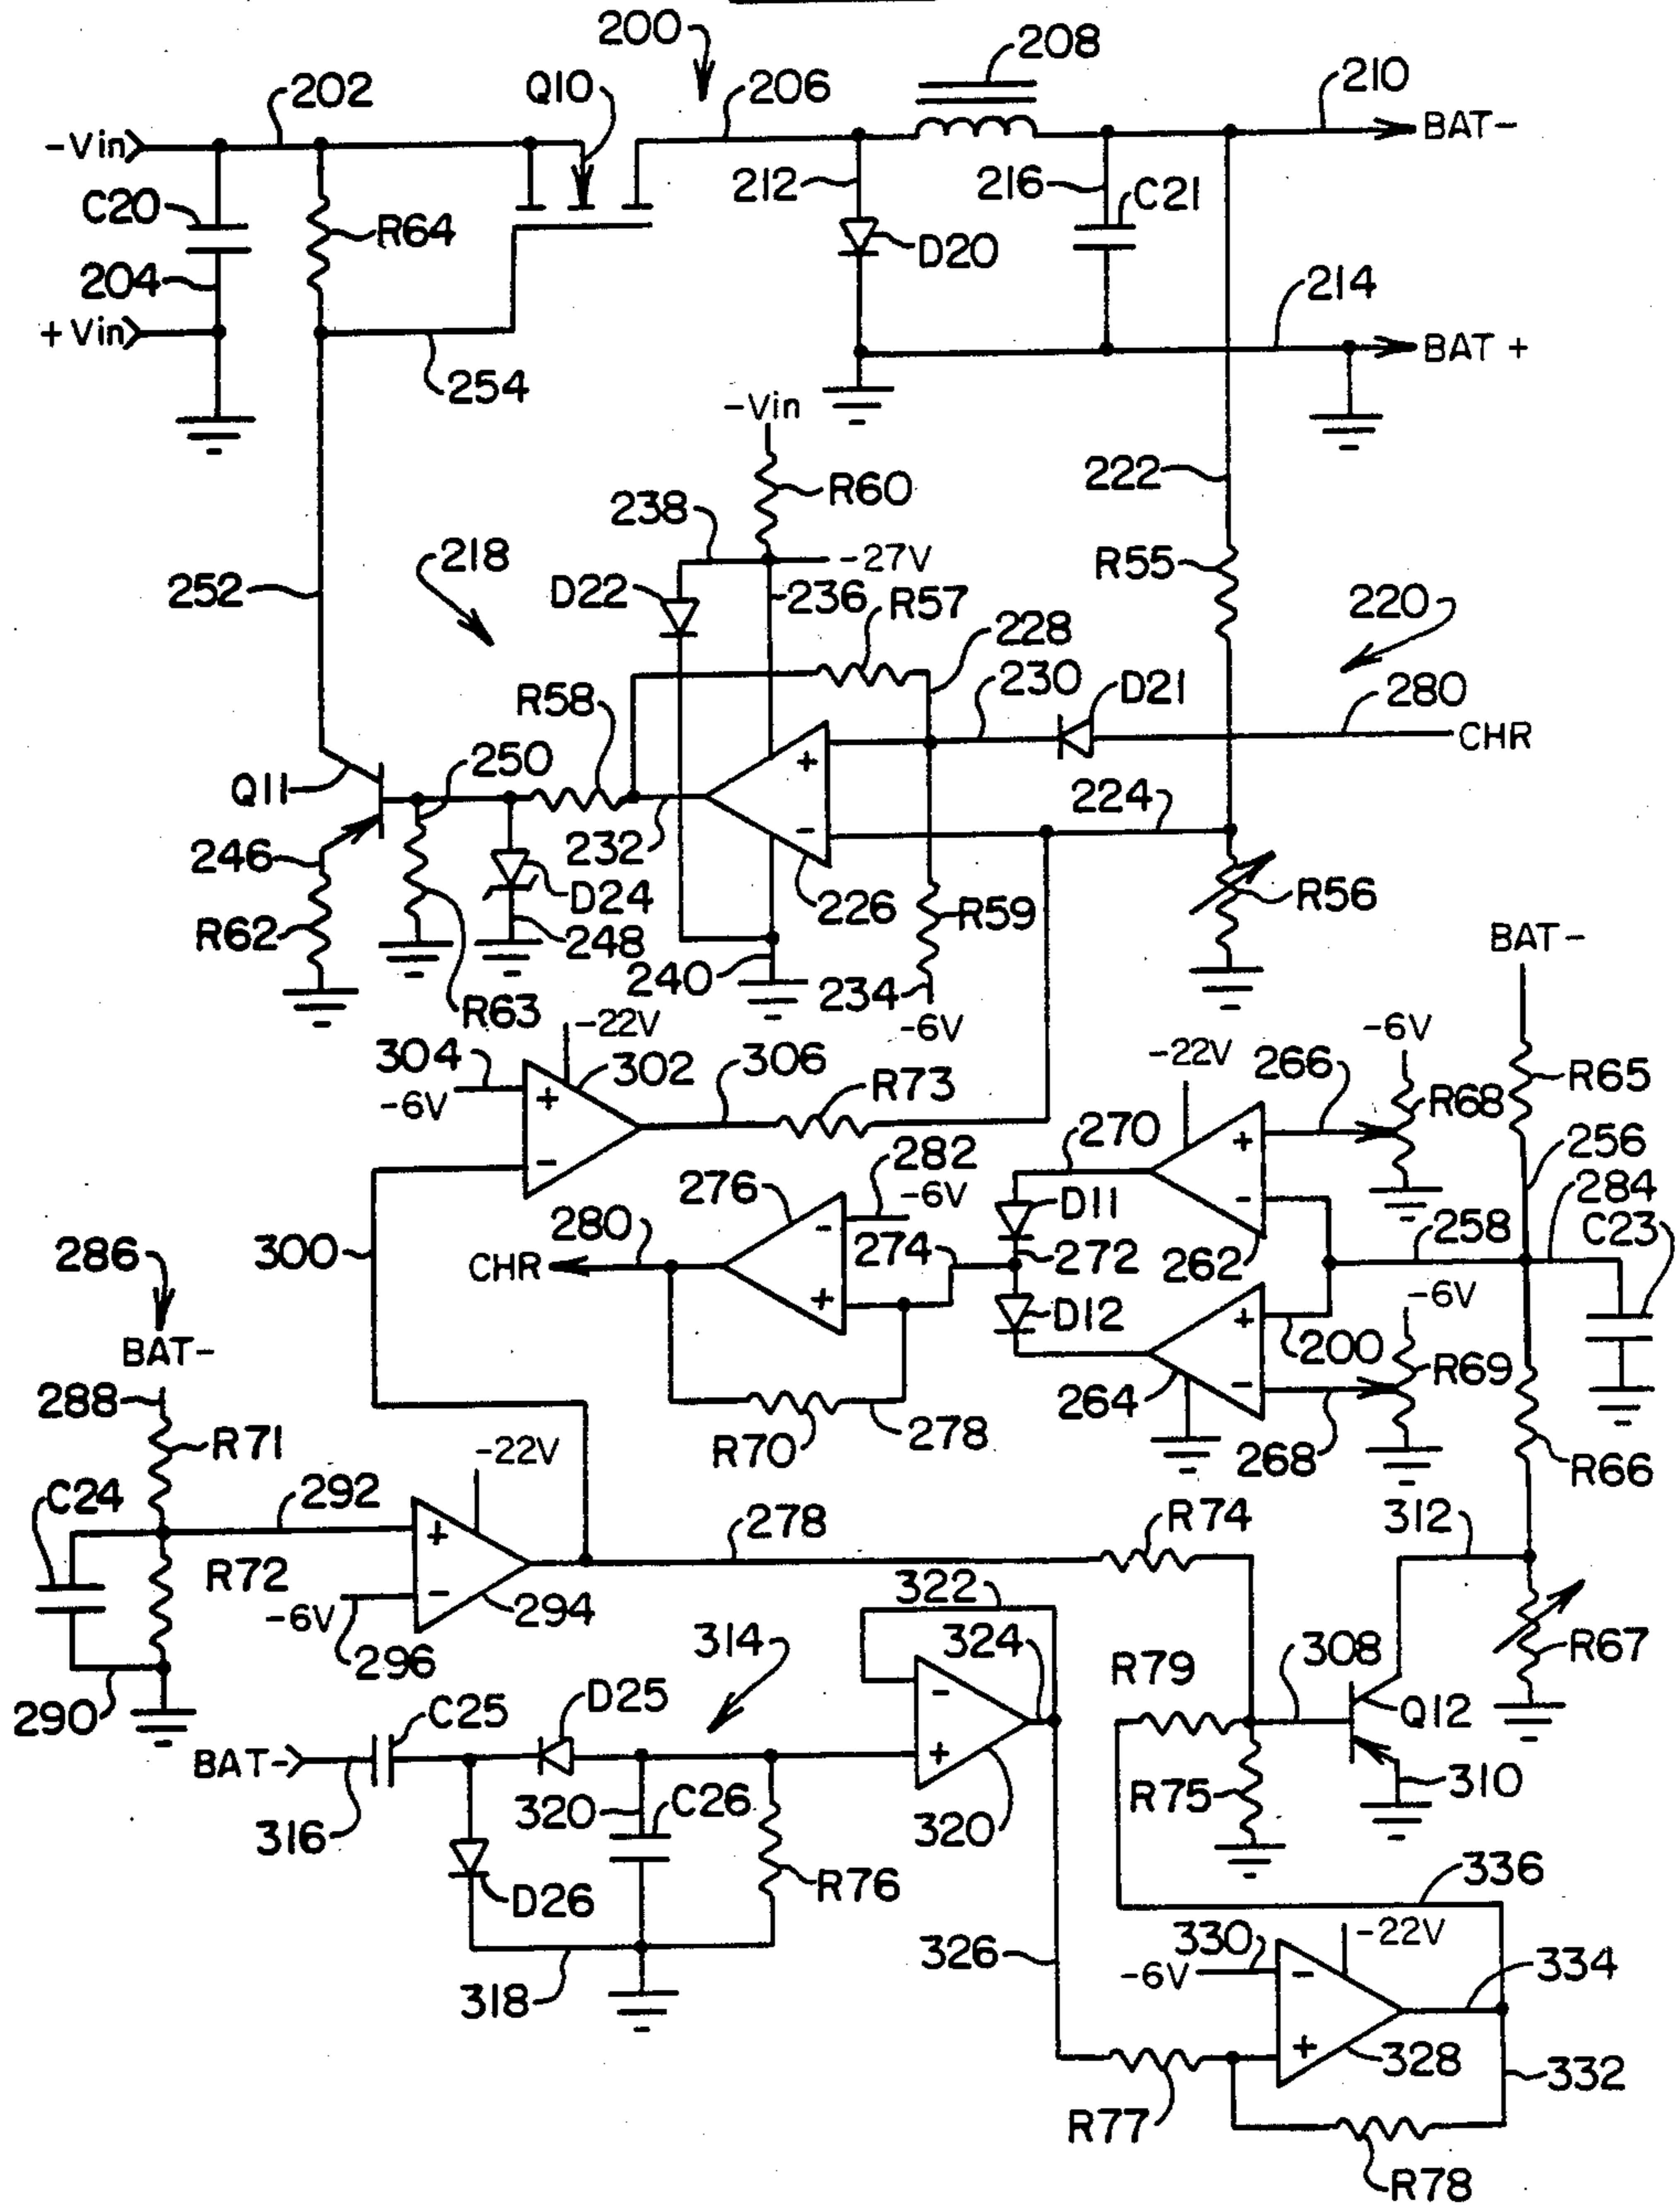 200
208
202
Q10
206
210
-Vin
BAT-
212
216
C21
C20
R64
D20
204
214
+Vin
BAT+
254
-Vin
222
R60
238
218
-27V
R55
252
D22
236
R57
220
228
R58
230
D21
280
CHR
+
250
Q11
224
-
232
246
D24
226
R59
R56
R62
248
BAT-
240
234
R63
-6V
-22V
-6V
304
302
306
-22V
266
R65
-6V
R73
R68
+
270
+
256
-
282
276
-6V
-
284
-
D11
C23
280
274
258
300
272
262
286
CHR
-6V
+
D12
+
BAT-
200
R69
288
264
-
R71
-22V
R70
278
268
R66
C24
292
R74
312
+
278
R72
322
-
294
-6V
314
324
308
R67
296
R79
D25
290
C25
-
Q12
BAT-
+
310
R75
320
C26
316
320
R76
D26
336
330
-22V
326
-6V
-
334
318
+
328
332
R77
R78